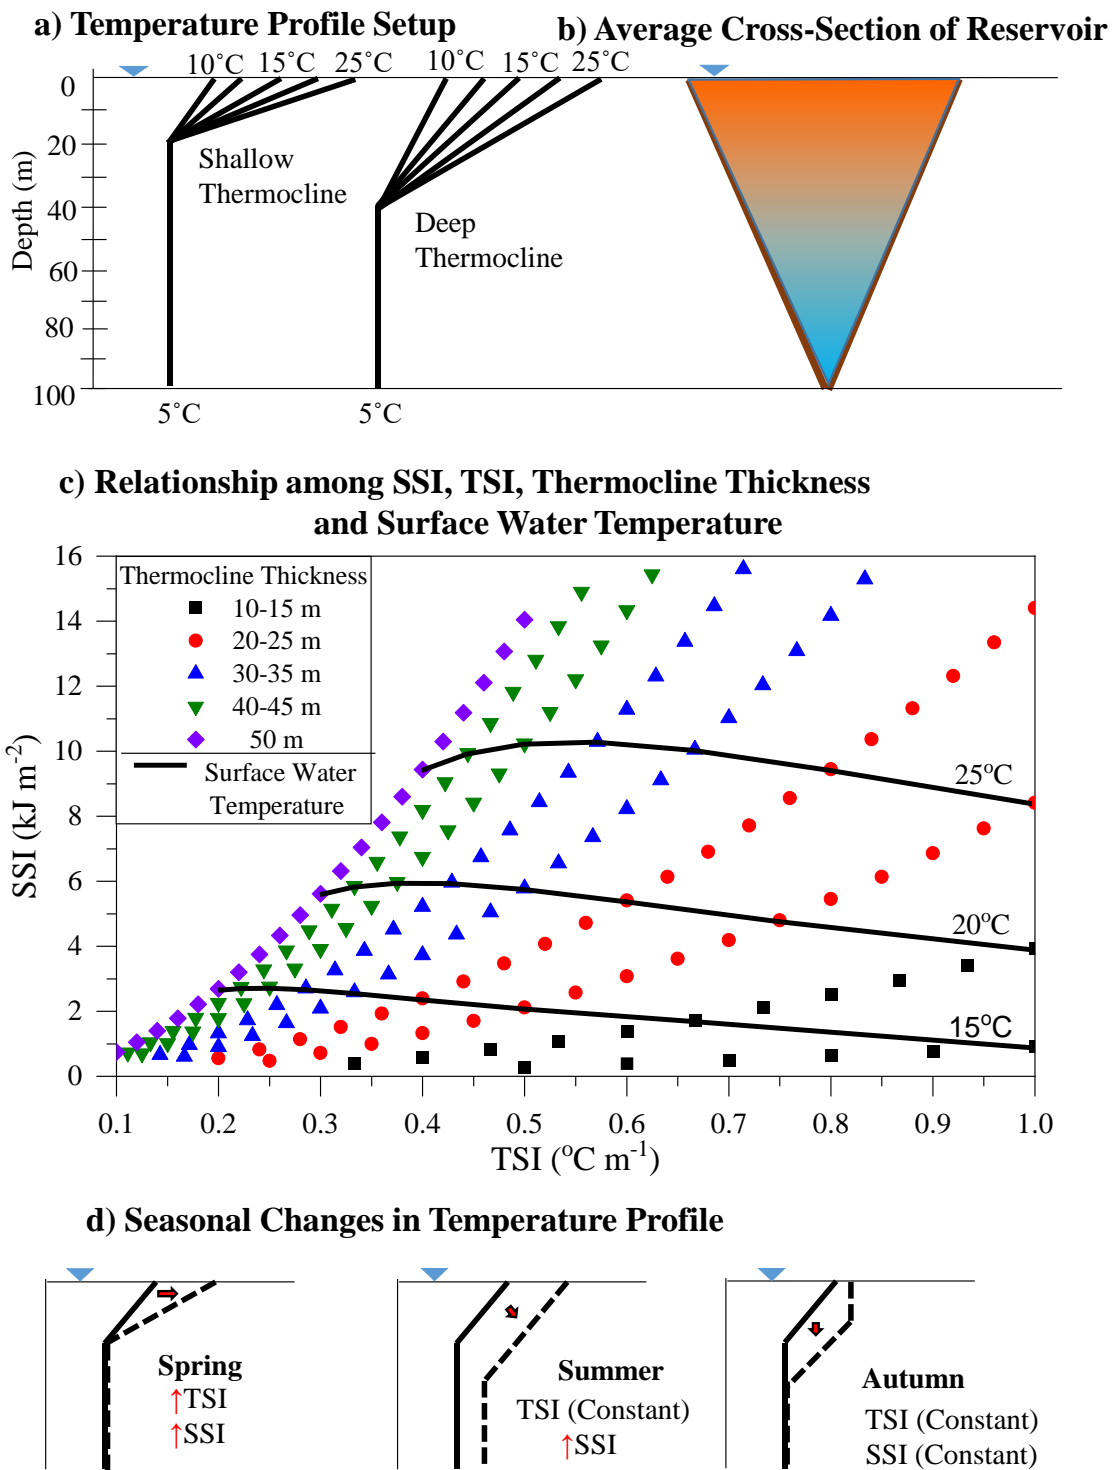 a) Temperature Profile Setup
b) Average Cross-Section of Reservoir
10˚C 15˚C 25˚C
10˚C 15˚C 25˚C
0
20
40
60
80
100
Depth (m)
Shallow
Thermocline
Deep
Thermocline
5˚C
5˚C
c) Relationship among SSI, TSI, Thermocline Thickness
and Surface Water Temperature
16
14
12
10
8
6
4
2
0
SSI (kJ m-2)
Thermocline Thickness
10-15 m
20-25 m
30-35 m
40-45 m
50 m
Surface Water
Temperature
25oC
20oC
15oC
0.1 0.2 0.3 0.4 0.5 0.6 0.7 0.8 0.9 1.0
TSI (oC m-1)
d) Seasonal Changes in Temperature Profile
Spring
↑TSI
↑SSI
Summer
TSI (Constant)
↑SSI
Autumn
TSI (Constant)
SSI (Constant)